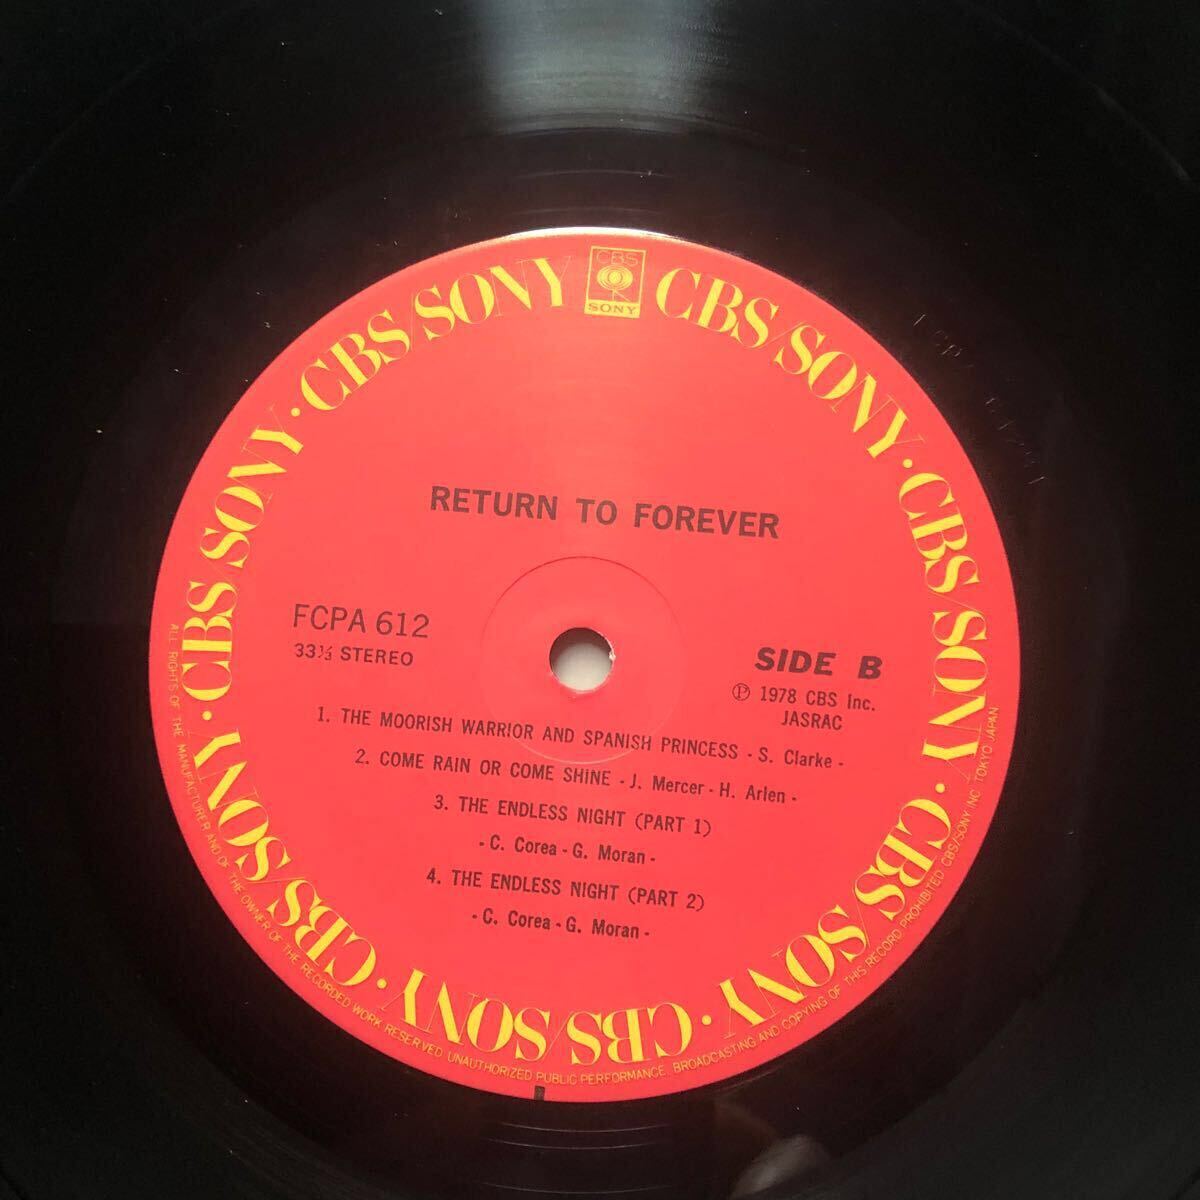 CBS
SONY
CBS/SONY · CBS/SONY · CBS/SONY · CBS/SONY · CBS/SONY · CBS/SONY · CBS/SONY · CBS/SONY · CBS/SONY · CBS/SONY
RETURN TO FOREVER
FCPA 612
33⅓ STEREO
SIDE B
Ⓟ 1978 CBS Inc.
JASRAC
1. THE MOORISH WARRIOR AND SPANISH PRINCESS - S. Clarke -
2. COME RAIN OR COME SHINE - J. Mercer - H. Arlen -
3. THE ENDLESS NIGHT (PART 1)
- C. Corea - G. Moran -
4. THE ENDLESS NIGHT (PART 2)
- C. Corea - G. Moran -
ALL RIGHTS OF THE MANUFACTURER AND OF THE OWNER OF THE RECORDED WORK RESERVED UNAUTHORIZED PUBLIC PERFORMANCE, BROADCASTING AND COPYING OF THIS RECORD PROHIBITED CBS/SONY INC TOKYO JAPAN